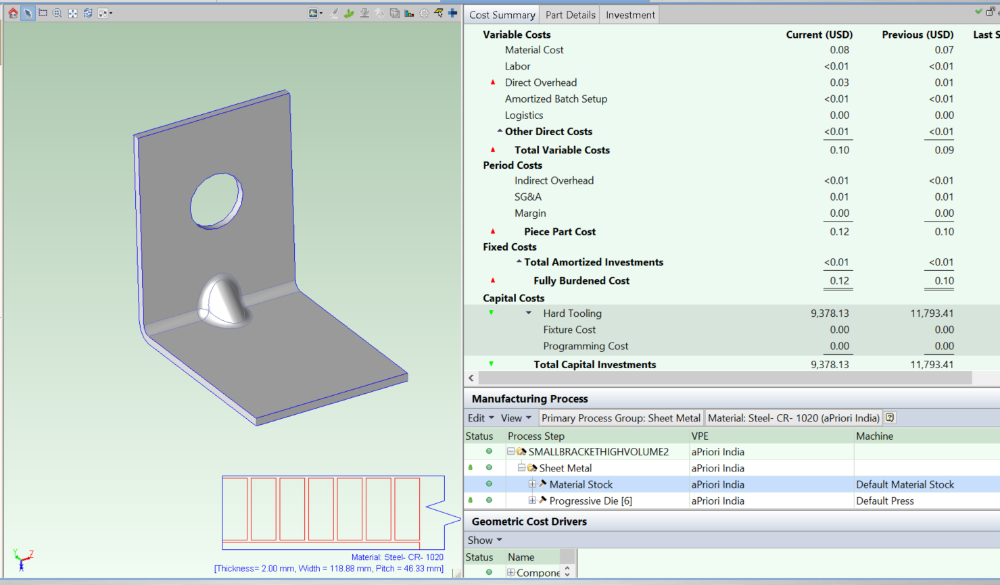 Cost Summary Part Details Investment
Variable Costs Current (USD) Previous (USD) Last S
Material Cost 0.08 0.07
Labor <0.01 <0.01
Direct Overhead 0.03 0.01
Amortized Batch Setup <0.01 <0.01
Logistics 0.00 0.00
Other Direct Costs <0.01 <0.01
Total Variable Costs 0.10 0.09
Period Costs
Indirect Overhead <0.01 <0.01
SG&A 0.01 0.01
Margin 0.00 0.00
Piece Part Cost 0.12 0.10
Fixed Costs
Total Amortized Investments <0.01 <0.01
Fully Burdened Cost 0.12 0.10
Capital Costs
Hard Tooling 9,378.13 11,793.41
Fixture Cost 0.00 0.00
Programming Cost 0.00 0.00
Total Capital Investments 9,378.13 11,793.41
Manufacturing Process
Edit View Primary Process Group: Sheet Metal Material: Steel- CR- 1020 (aPriori India)
Status Process Step VPE Machine
SMALLBRACKETHIGHVOLUME2 aPriori India
Sheet Metal aPriori India
Material Stock aPriori India Default Material Stock
Progressive Die [6] aPriori India Default Press
Geometric Cost Drivers
Show
Status Name
Compone
Y Z
X
Material: Steel- CR- 1020
[Thickness= 2.00 mm, Width = 118.88 mm, Pitch = 46.33 mm]